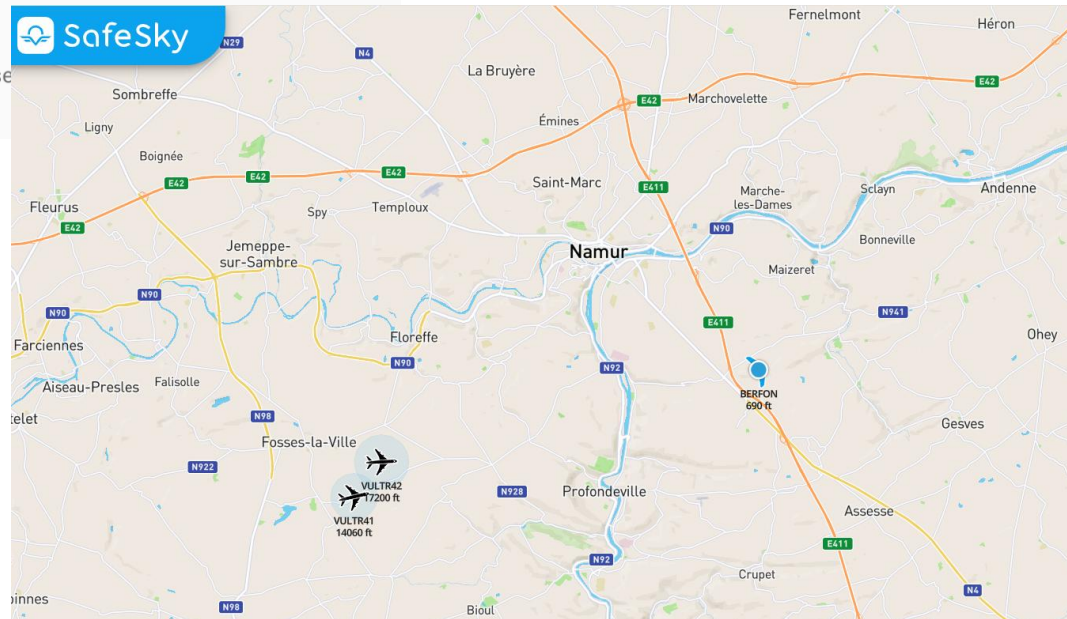 SafeSky
se
Fernelmont
Héron
N29
N4
La Bruyère
E42
Sombreffe
E42
Marchovelette
Émines
Ligny
Boignée
E42
E42
E42
Saint-Marc
E411
Marche-
les-Dames
Sclayn
Andenne
Fleurus
Spy
Temploux
E42
N90
Namur
Bonneville
Jemeppe-
sur-Sambre
Maizeret
N90
N90
E411
N941
Farciennes
Floreffe
Ohey
N90
N92
Aiseau-Presles
Falisolle
BERFON
690 ft
telet
N98
Gesves
Fosses-la-Ville
N922
VULTR42
17200 ft
N928
Profondeville
VULTR41
14060 ft
Assesse
E411
N92
Crupet
N4
innes
N98
Bioul